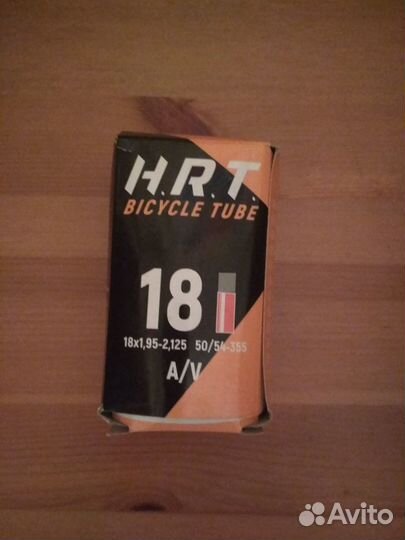 H.R.T.
BICYCLE TUBE
18
18x1,95-2,125 50/54-355
A/V
Avito